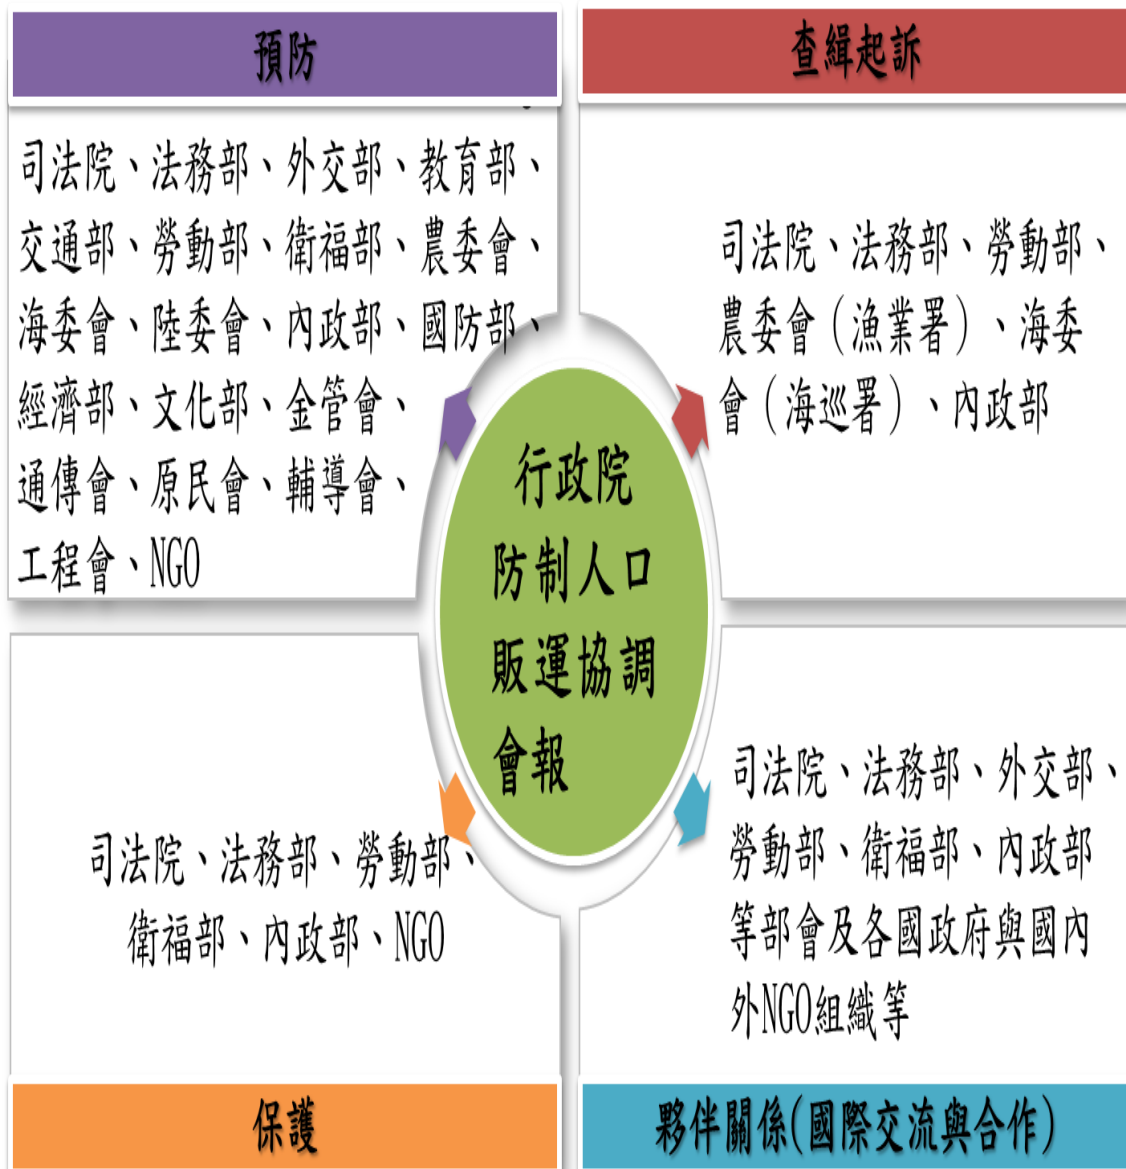 預防
司法院、法務部、外交部、教育部、
交通部、勞動部、衛福部、農委會、
海委會、陸委會、內政部、國防部、
經濟部、文化部、金管會、
通傳會、原民會、輔導會、
工程會、NGO
查緝起訴
司法院、法務部、勞動部、
農委會（漁業署）、海委
會（海巡署）、內政部
行政院
防制人口
販運協調
會報
司法院、法務部、勞動部、
衛福部、內政部、NGO
保護
司法院、法務部、外交部、
勞動部、衛福部、內政部
等部會及各國政府與國內
外NGO組織等
夥伴關係(國際交流與合作)